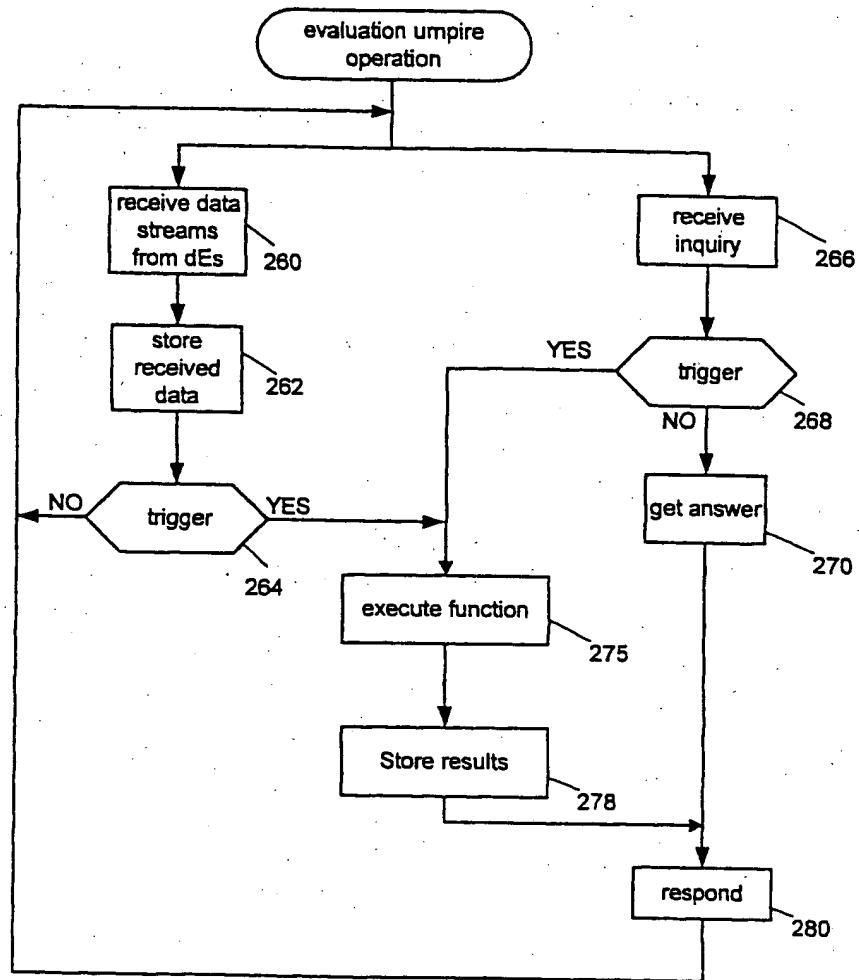 evaluation umpire
operation
receive data
streams
from dEs
260
receive
inquiry
266
store
received
data
262
YES
trigger
268
NO
NO
trigger
YES
264
get answer
270
execute function
275
Store results
278
respond
280